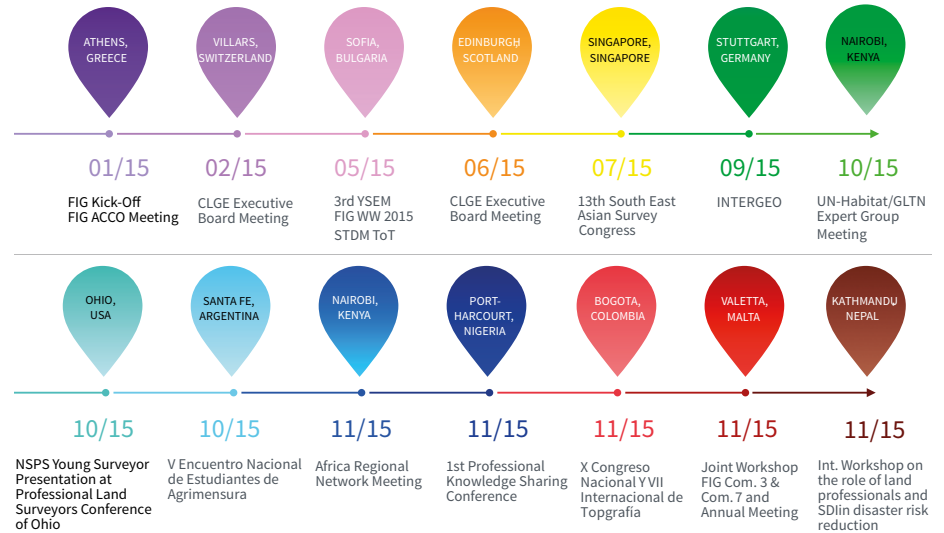 ATHENS,
GREECE
VILLARS,
SWITZERLAND
SOFIA,
BULGARIA
EDINBURGH,
SCOTLAND
SINGAPORE,
SINGAPORE
STUTTGART,
GERMANY
NAIROBI,
KENYA
01/15
02/15
05/15
06/15
07/15
09/15
10/15
FIG Kick-Off
FIG ACCO Meeting
CLGE Executive
Board Meeting
3rd YSEM
FIG WW 2015
STDM ToT
CLGE Executive
Board Meeting
13th South East
Asian Survey
Congress
INTERGEO
UN-Habitat/GLTN
Expert Group
Meeting
OHIO,
USA
SANTA FE,
ARGENTINA
NAIROBI,
KENYA
PORT-
HARCOURT,
NIGERIA
BOGOTA,
COLOMBIA
VALETTA,
MALTA
KATHMANDU,
NEPAL
10/15
10/15
11/15
11/15
11/15
11/15
11/15
NSPS Young Surveyor
Presentation at
Professional Land
Surveyors Conference
of Ohio
V Encuentro Nacional
de Estudiantes de
Agrimensura
Africa Regional
Network Meeting
1st Professional
Knowledge Sharing
Conference
X Congreso
Nacional Y VII
Internacional de
Topgrafía
Joint Workshop
FIG Com. 3 &
Com. 7 and
Annual Meeting
Int. Workshop on
the role of land
professionals and
SDIin disaster risk
reduction